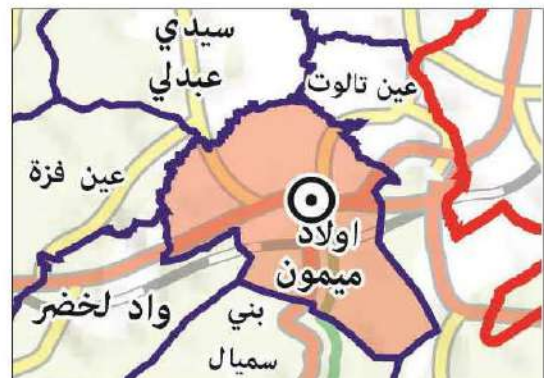 سيدي
عبدلي
عين تالوت
عين فزة
اولاد
ميمون
واد لخضر
بني
سميال